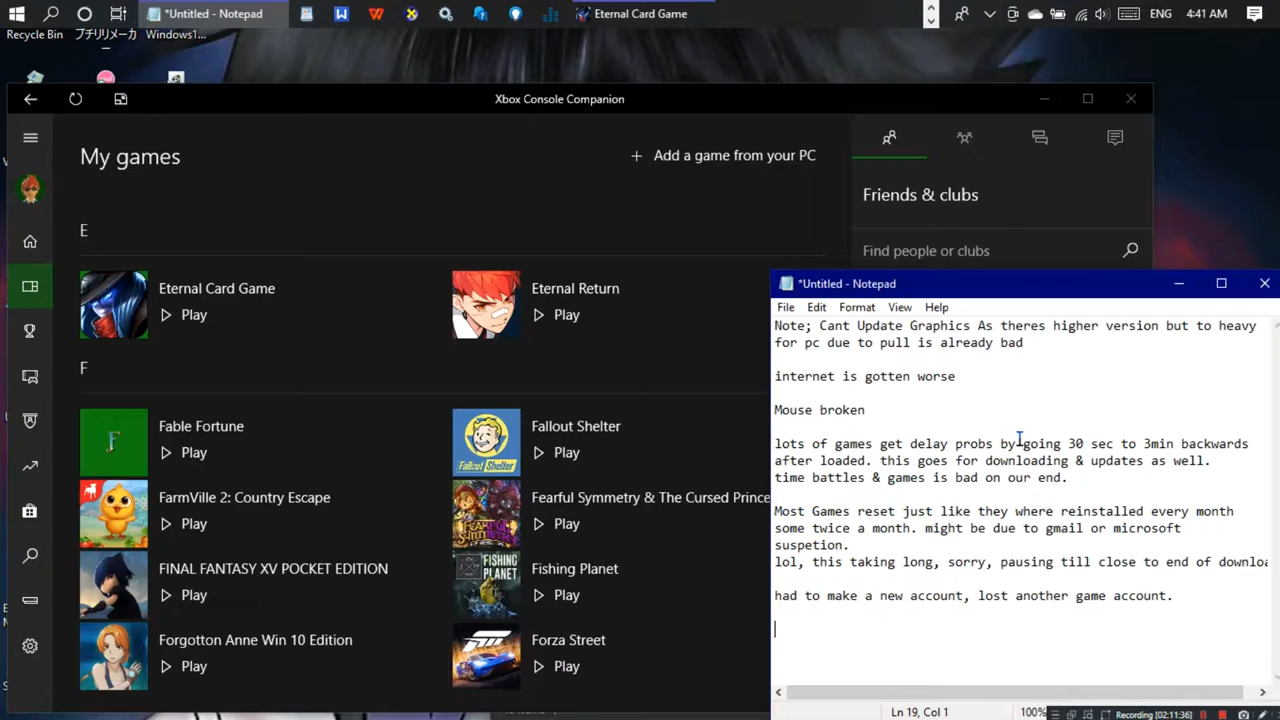 *Untitled - Notepad
Eternal Card Game
ENG
4:41 AM
Recycle Bin
プチリリメーカ
Windows1...
Xbox Console Companion
My games
+ Add a game from your PC
Friends & clubs
Find people or clubs
E
Eternal Card Game
Play
Eternal Return
Play
F
Fable Fortune
Play
Fallout Shelter
Play
FarmVille 2: Country Escape
Play
Fearful Symmetry & The Cursed Prince
Play
FINAL FANTASY XV POCKET EDITION
Play
Fishing Planet
Play
Forgotton Anne Win 10 Edition
Play
Forza Street
Play
*Untitled - Notepad
File Edit Format View Help
Note; Cant Update Graphics As theres higher version but to heavy
for pc due to pull is already bad
internet is gotten worse
Mouse broken
lots of games get delay probs by going 30 sec to 3min backwards
after loaded. this goes for downloading & updates as well.
time battles & games is bad on our end.
Most Games reset just like they where reinstalled every month
some twice a month. might be due to gmail or microsoft
suspetion.
lol, this taking long, sorry, pausing till close to end of downloa
had to make a new account, lost another game account.
Ln 19, Col 1
100%
Recording [02:11:36]